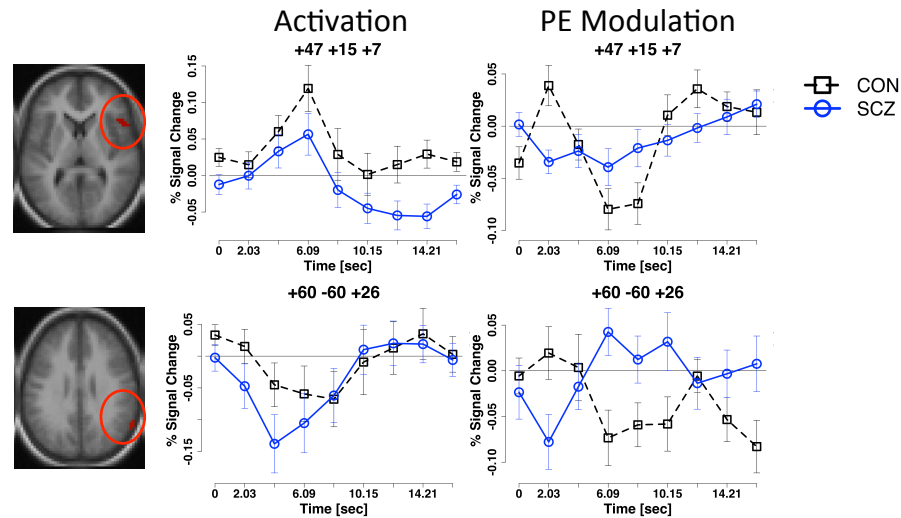 Activation
PE Modulation
+47 +15 +7
+47 +15 +7
CON
SCZ
% Signal Change
0.15
0.10
0.05
0.00
-0.05
0 2.03 6.09 10.15 14.21
Time [sec]
% Signal Change
0.05
0.00
-0.05
-0.10
0 2.03 6.09 10.15 14.21
Time [sec]
+60 -60 +26
+60 -60 +26
% Signal Change
0.05
-0.05
-0.15
0 2.03 6.09 10.15 14.21
Time [sec]
% Signal Change
0.05
0.00
-0.05
-0.10
0 2.03 6.09 10.15 14.21
Time [sec]